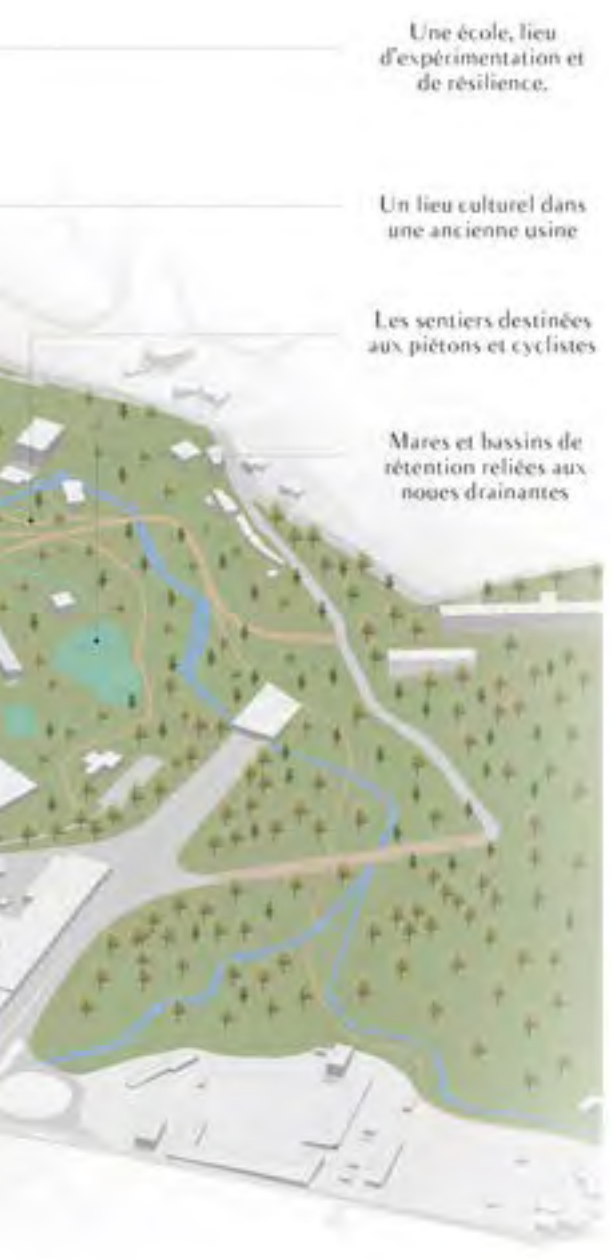 Une école, lieu
d'expérimentation et
de résilience.
Un lieu culturel dans
une ancienne usine
Les sentiers destinées
aux piétons et cyclistes
Mares et bassins de
rétention reliées aux
noues drainantes